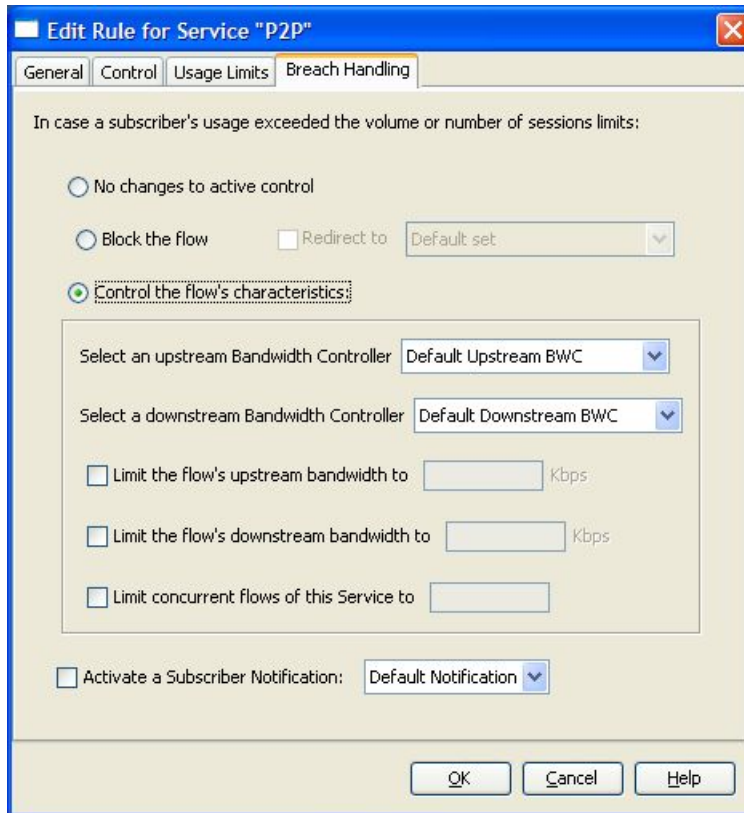 Edit Rule for Service "P2P"
General Control Usage Limits Breach Handling
In case a subscriber's usage exceeded the volume or number of sessions limits:
No changes to active control
Block the flow Redirect to Default set
Control the flow's characteristics:
Select an upstream Bandwidth Controller Default Upstream BWC
Select a downstream Bandwidth Controller Default Downstream BWC
Limit the flow's upstream bandwidth to Kbps
Limit the flow's downstream bandwidth to Kbps
Limit concurrent flows of this Service to
Activate a Subscriber Notification: Default Notification
OK Cancel Help